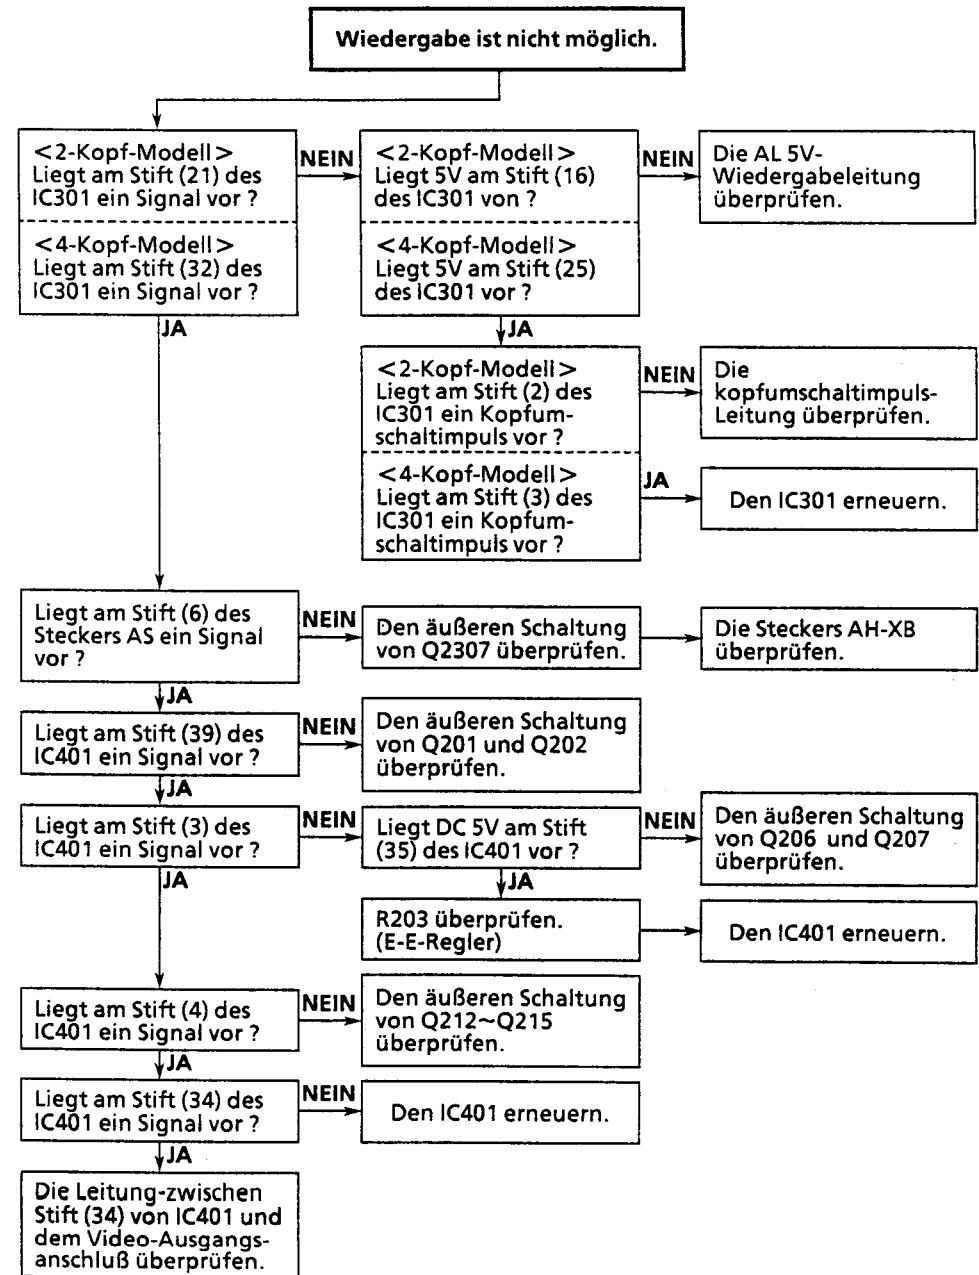 Wiedergabe ist nicht möglich.
<2-Kopf-Modell>
Liegt am Stift (21) des
IC301 ein Signal vor ?
<4-Kopf-Modell>
Liegt am Stift (32) des
IC301 ein Signal vor ?
NEIN
<2-Kopf-Modell>
Liegt 5V am Stift (16)
des IC301 von ?
<4-Kopf-Modell>
Liegt 5V am Stift (25)
des IC301 vor ?
NEIN
Die AL 5V-
Wiedergabeleitung
überprüfen.
JA
JA
<2-Kopf-Modell>
Liegt am Stift (2) des
IC301 ein Kopfum-
schaltimpuls vor ?
<4-Kopf-Modell>
Liegt am Stift (3) des
IC301 ein Kopfum-
schaltimpuls vor ?
NEIN
Die
kopfumschaltimpuls-
Leitung überprüfen.
JA
Den IC301 erneuern.
Liegt am Stift (6) des
Steckers AS ein Signal
vor ?
NEIN
Den äußeren Schaltung
von Q2307 überprüfen.
Die Steckers AH-XB
überprüfen.
JA
Liegt am Stift (39) des
IC401 ein Signal vor ?
NEIN
Den äußeren Schaltung
von Q201 und Q202
überprüfen.
JA
Liegt am Stift (3) des
IC401 ein Signal vor ?
NEIN
Liegt DC 5V am Stift
(35) des IC401 vor ?
NEIN
Den äußeren Schaltung
von Q206 und Q207
überprüfen.
JA
JA
R203 überprüfen.
(E-E-Regler)
Den IC401 erneuern.
Liegt am Stift (4) des
IC401 ein Signal vor ?
NEIN
Den äußeren Schaltung
von Q212~Q215
überprüfen.
JA
Liegt am Stift (34) des
IC401 ein Signal vor ?
NEIN
Den IC401 erneuern.
JA
Die Leitung-zwischen
Stift (34) von IC401 und
dem Video-Ausgangs-
anschluß überprüfen.